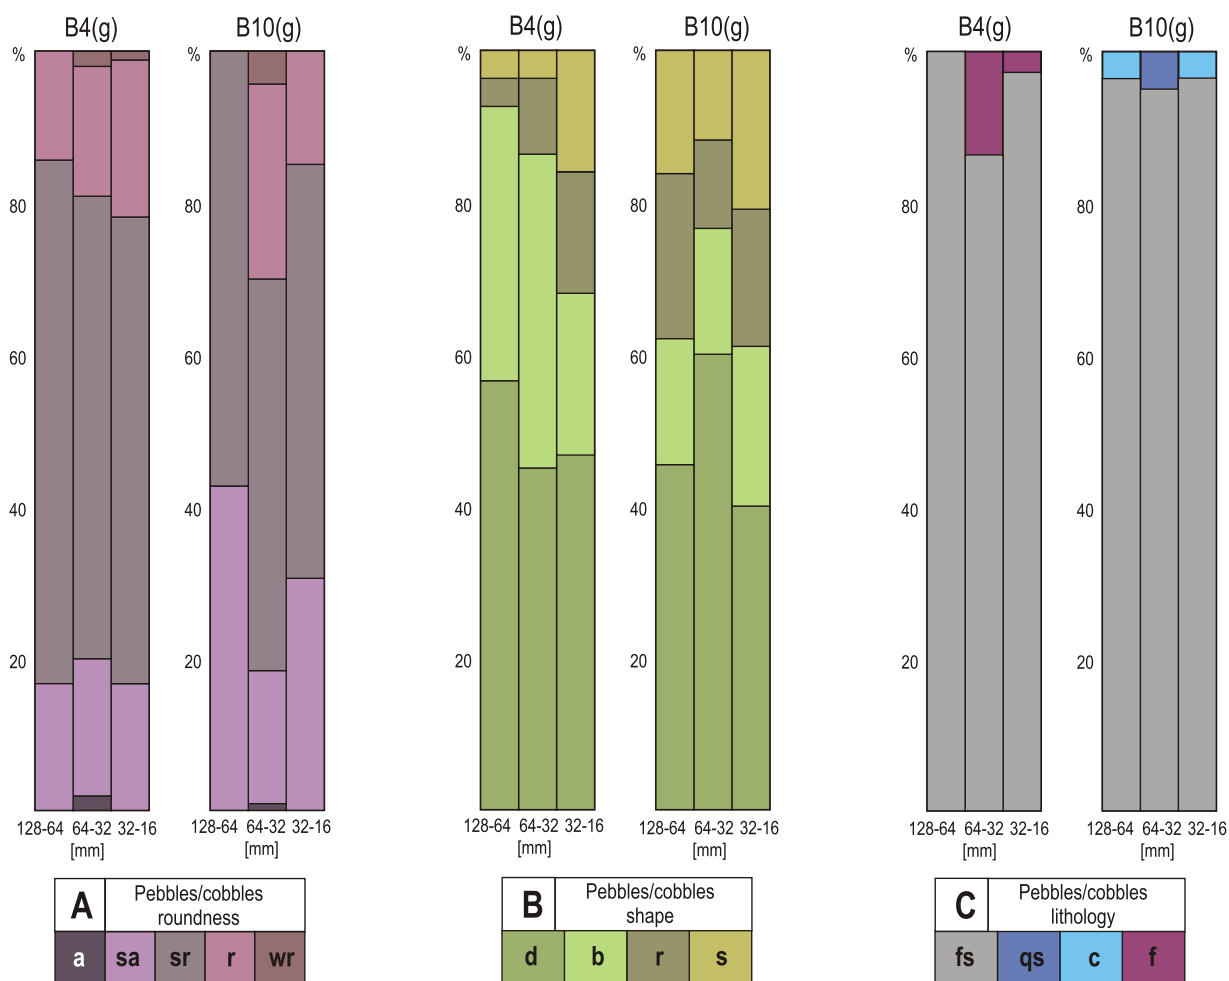 B4(g) B10(g) B4(g) B10(g) B4(g) B10(g)
% % % % % %
80 80 80 80 80 80
60 60 60 60 60 60
40 40 40 40 40 40
20 20 20 20 20 20
128-64 64-32 32-16 128-64 64-32 32-16 128-64 64-32 32-16 128-64 64-32 32-16 128-64 64-32 32-16 128-64 64-32 32-16
[mm] [mm] [mm] [mm] [mm] [mm]
A Pebbles/cobbles
roundness
a sa sr r wr
B Pebbles/cobbles
shape
d b r s
C Pebbles/cobbles
lithology
fs qs c f